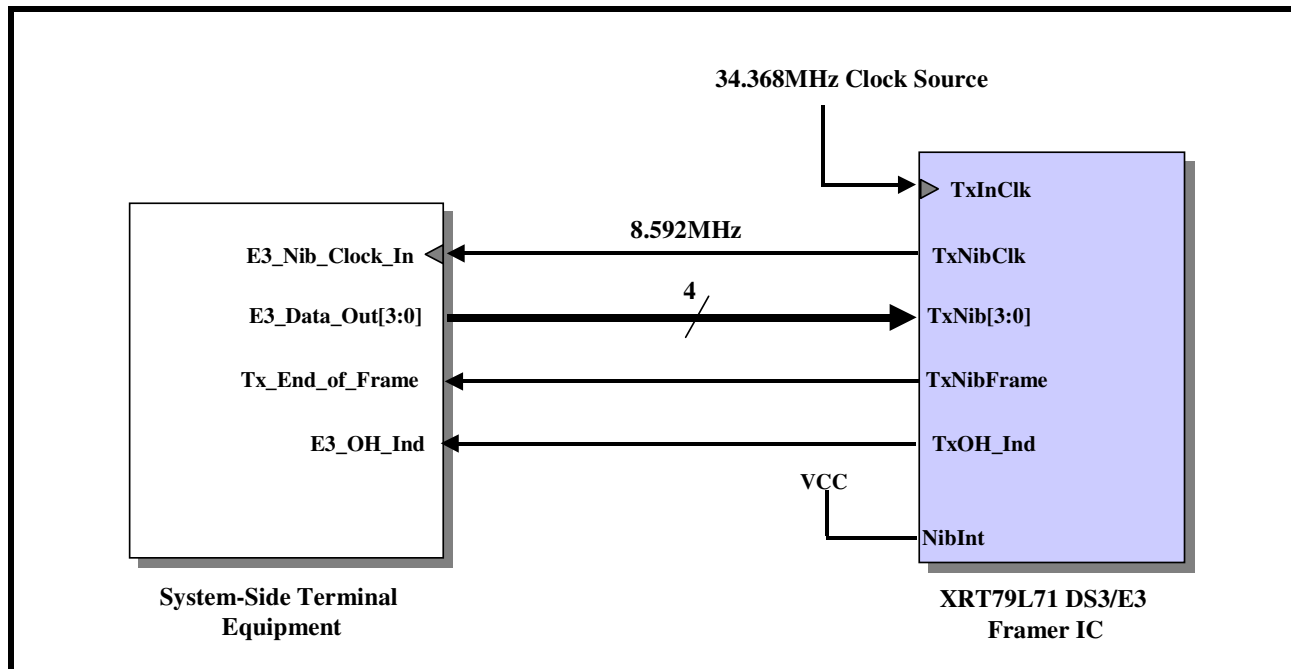 34.368MHz Clock Source
TxInClk
8.592MHz
E3_Nib_Clock_In
TxNibClk
4
E3_Data_Out[3:0]
TxNib[3:0]
Tx_End_of_Frame
TxNibFrame
E3_OH_Ind
TxOH_Ind
VCC
NibInt
System-Side Terminal
Equipment
XRT79L71 DS3/E3
Framer IC